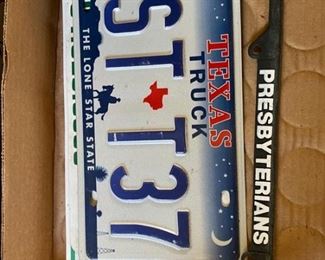 PRESBYTERIANS
TEXAS
TRUCK
ST T37
THE LONE STAR STATE